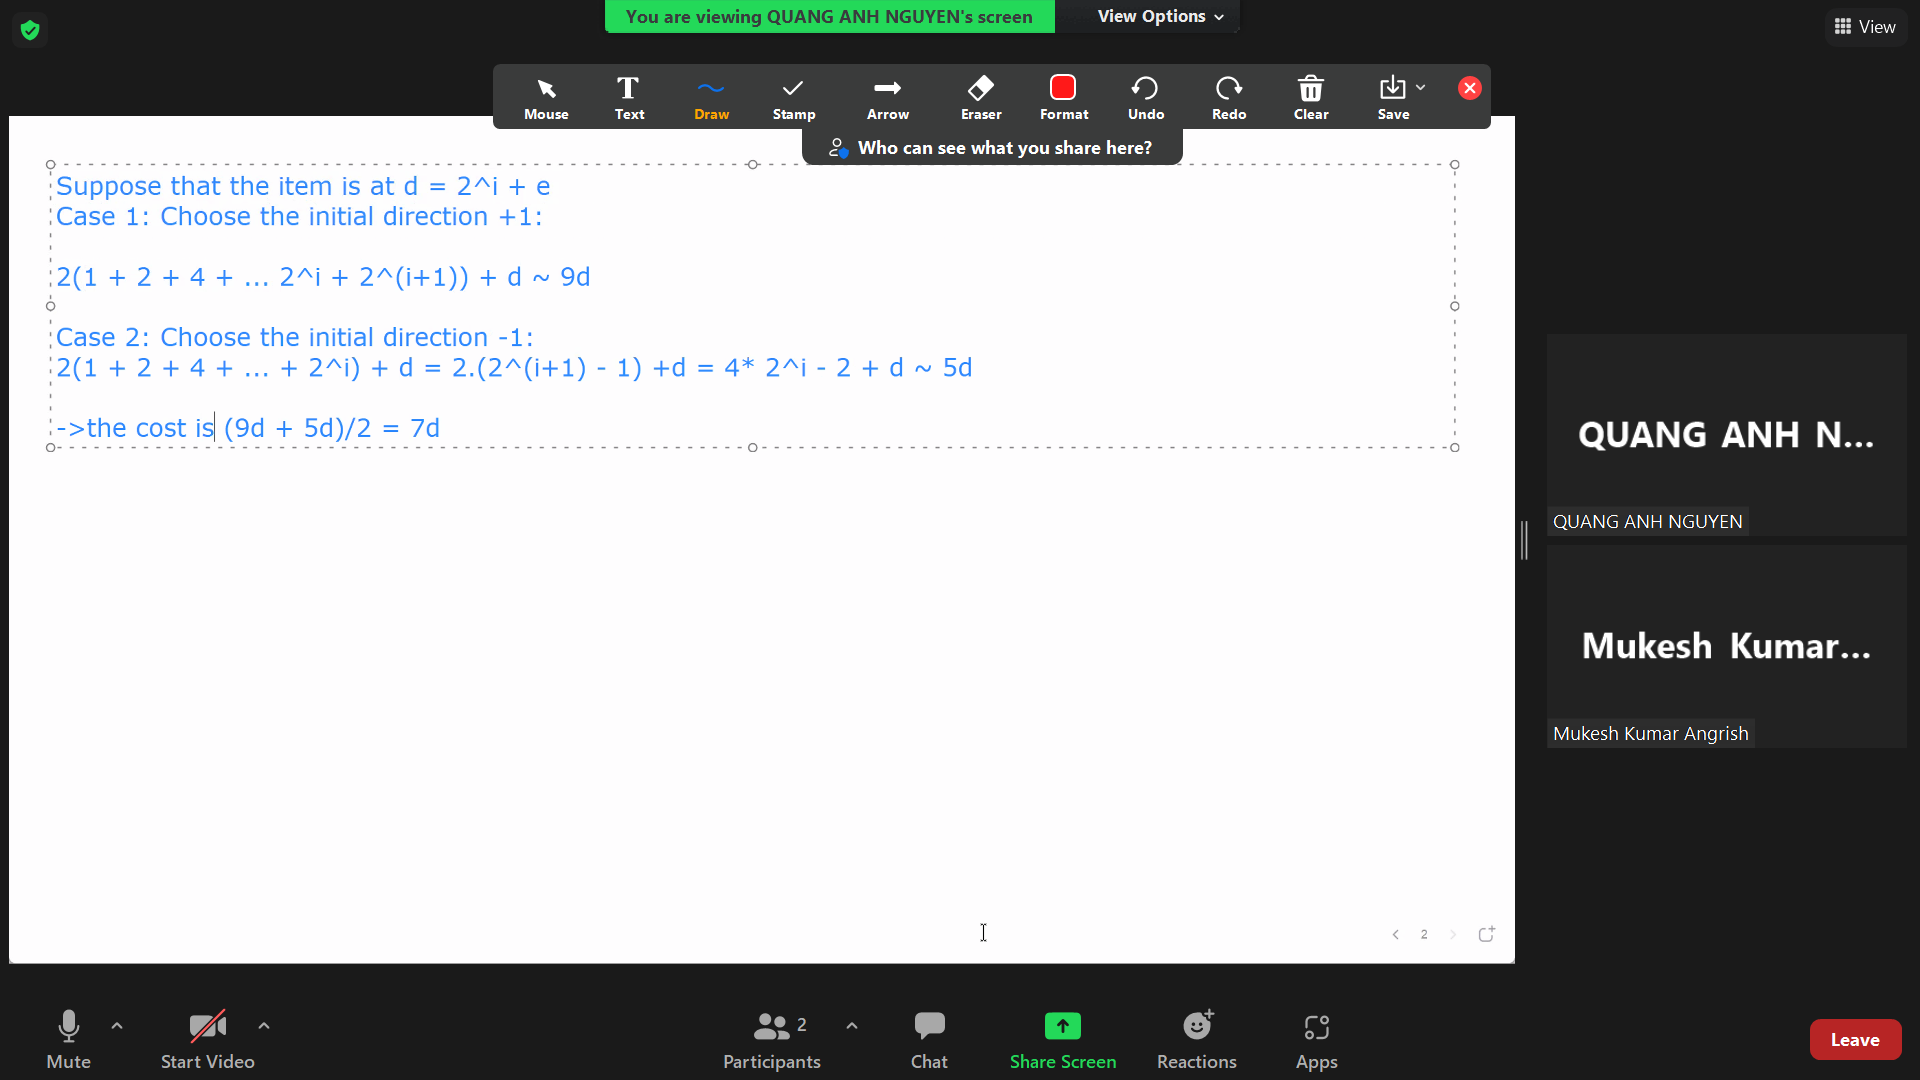 You are viewing QUANG ANH NGUYEN's screen
View Options
View
Mouse
Text
Draw
Stamp
Arrow
Eraser
Format
Undo
Redo
Clear
Save
Who can see what you share here?
Suppose that the item is at d = 2^i + e
Case 1: Choose the initial direction +1:
2(1 + 2 + 4 + ... 2^i + 2^(i+1)) + d ~ 9d
Case 2: Choose the initial direction -1:
2(1 + 2 + 4 + ... + 2^i) + d = 2.(2^(i+1) - 1) +d = 4* 2^i - 2 + d ~ 5d
->the cost is (9d + 5d)/2 = 7d
QUANG ANH N...
QUANG ANH NGUYEN
Mukesh Kumar...
Mukesh Kumar Angrish
2
Mute
Start Video
2
Participants
Chat
Share Screen
Reactions
Apps
Leave